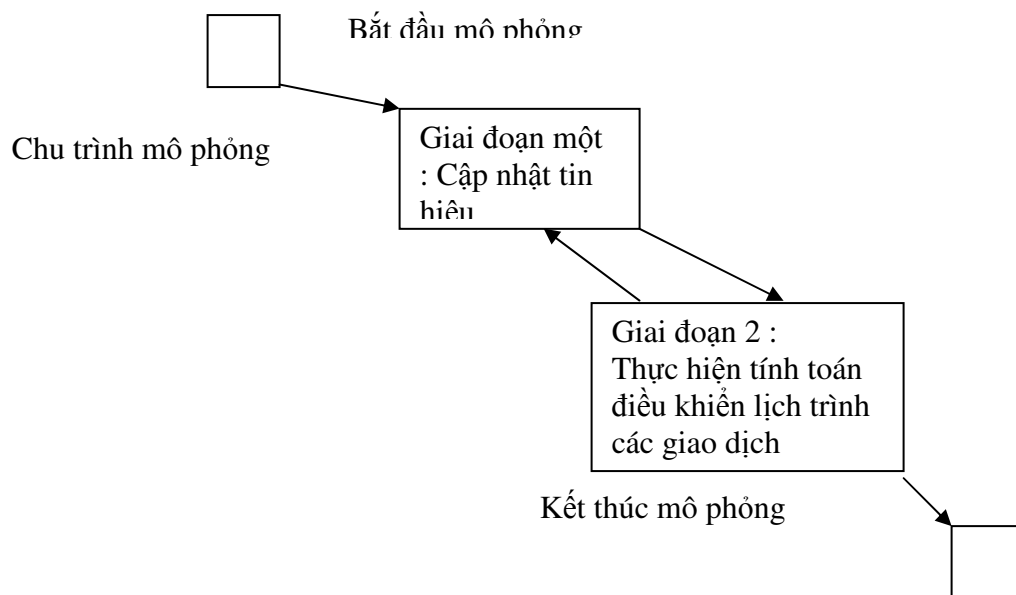 Bắt đầu mô phỏng
Chu trình mô phỏng
Giai đoạn một
: Cập nhật tin
hiệu
Giai đoạn 2 :
Thực hiện tính toán
điều khiển lịch trình
các giao dịch
Kết thúc mô phỏng